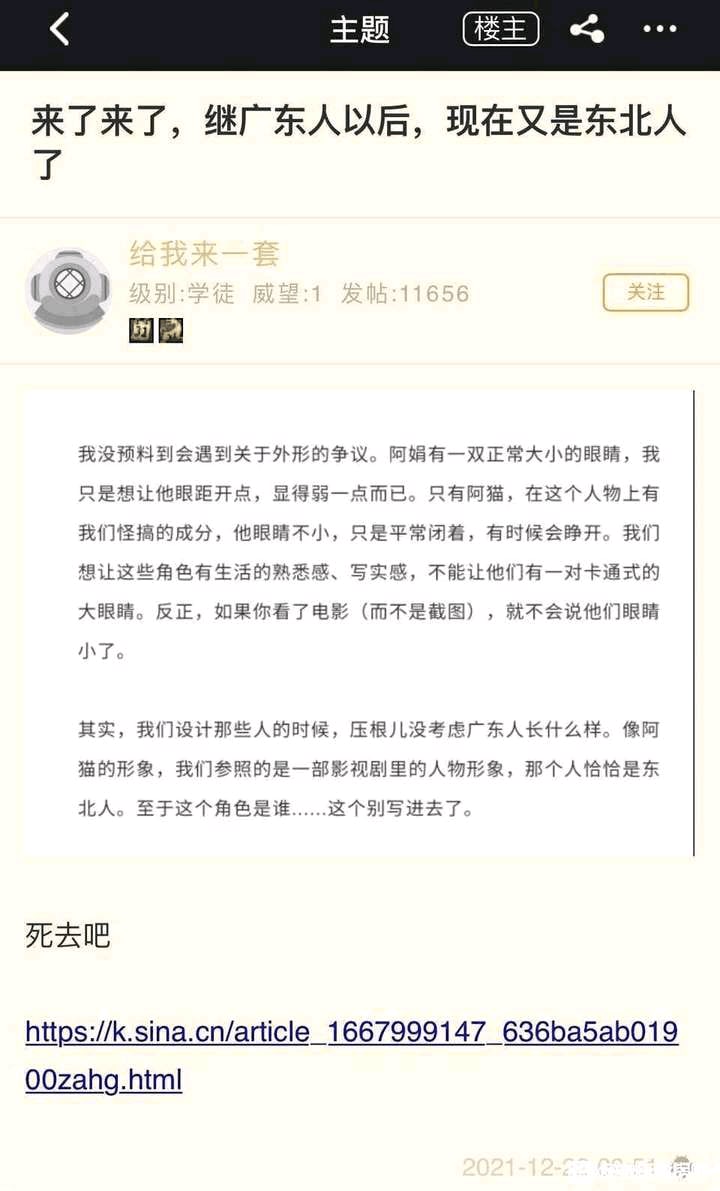 主题
楼主
来了来了，继广东人以后，现在又是东北人
了
给我来一套
级别:学徒 威望:1 发帖:11656
关注
我没预料到会遇到关于外形的争议。阿娟有一双正常大小的眼睛，我
只是想让他眼距开点，显得弱一点而已。只有阿猫，在这个人物上有
我们怪搞的成分，他眼睛不小，只是平常闭着，有时候会睁开。我们
想让这些角色有生活的熟悉感、写实感，不能让他们有一对卡通式的
大眼睛。反正，如果你看了电影（而不是截图），就不会说他们眼睛
小了。
其实，我们设计那些人的时候，压根儿没考虑广东人长什么样。像阿
猫的形象，我们参照的是一部影视剧里的人物形象，那个人恰恰是东
北人。至于这个角色是谁……这个别写进去了。
死去吧
https://k.sina.cn/article_1667999147_636ba5ab019
00zahg.html
2021-12-2